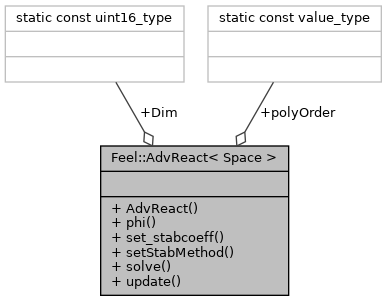 static const uint16_type
static const value_type
+Dim
+polyOrder
Feel::AdvReact< Space >
+ AdvReact()
+ phi()
+ set_stabcoeff()
+ setStabMethod()
+ solve()
+ update()